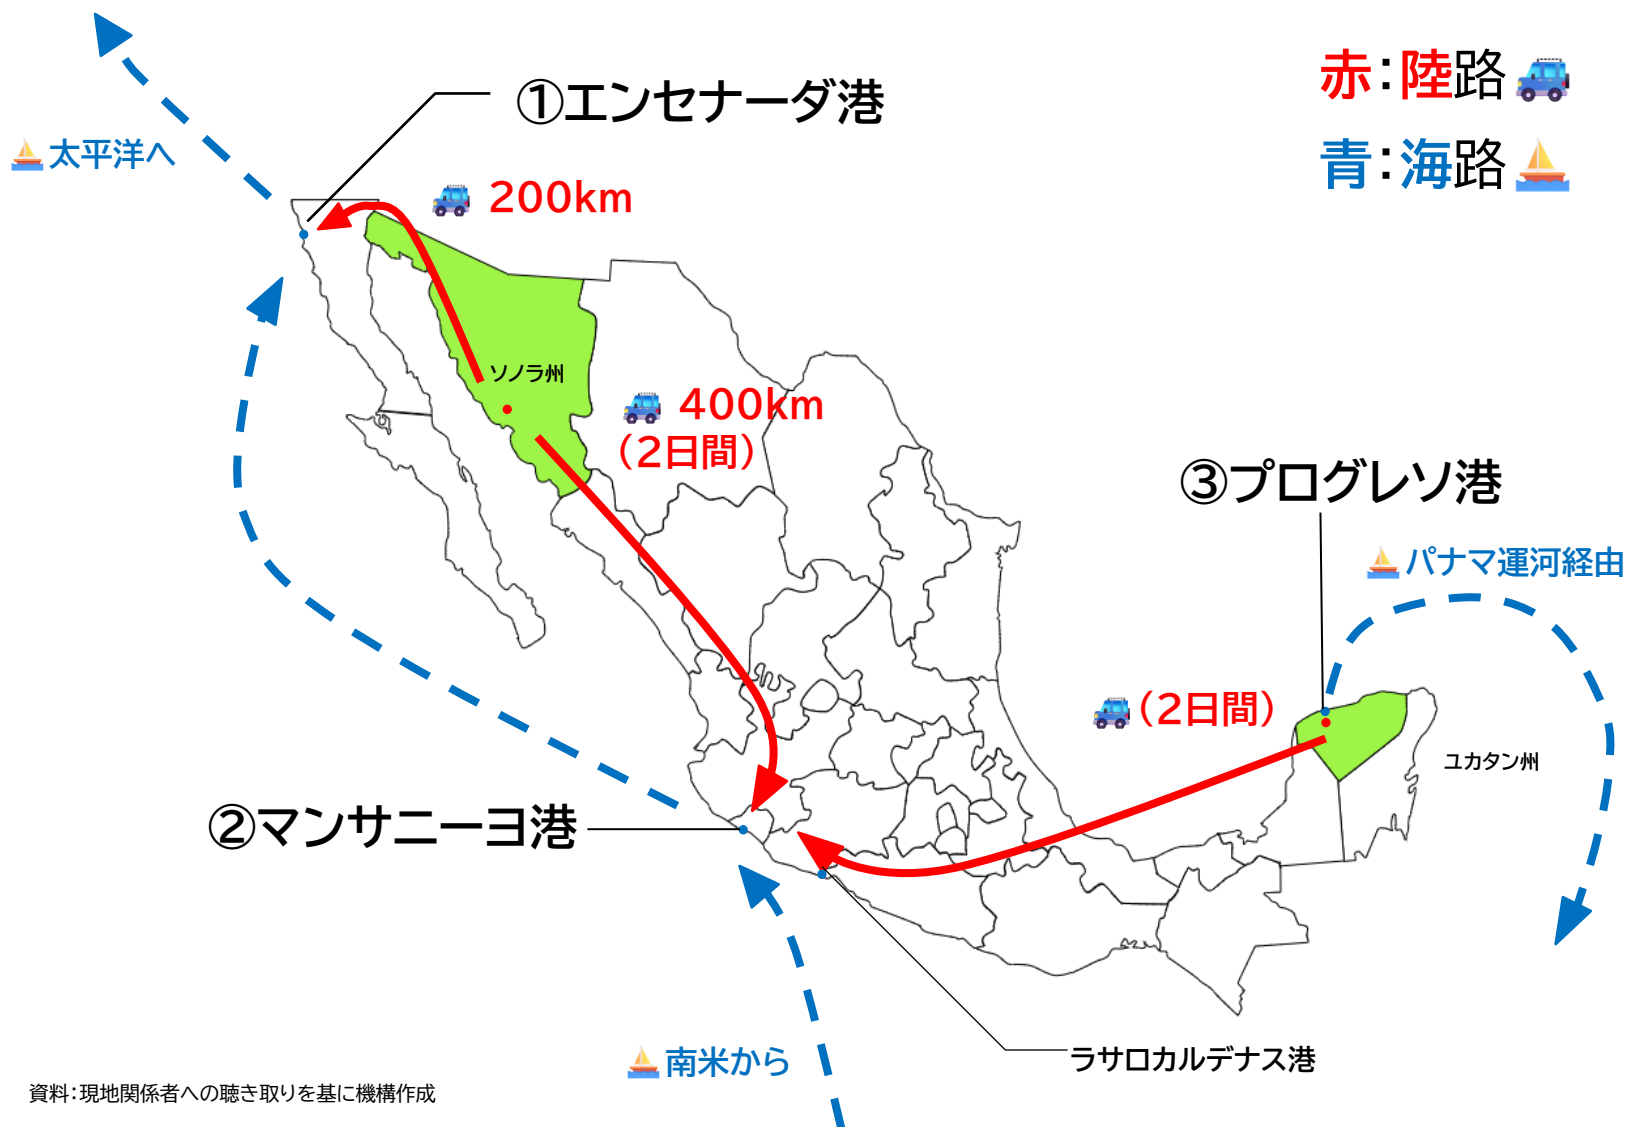 ①エンセナーダ港
赤：陸路
青：海路
太平洋へ
200km
ソノラ州
400km
（2日間）
③プログレソ港
パナマ運河経由
（2日間）
ユカタン州
②マンサニーヨ港
南米から
ラサロカルデナス港
資料：現地関係者への聴き取りを基に機構作成